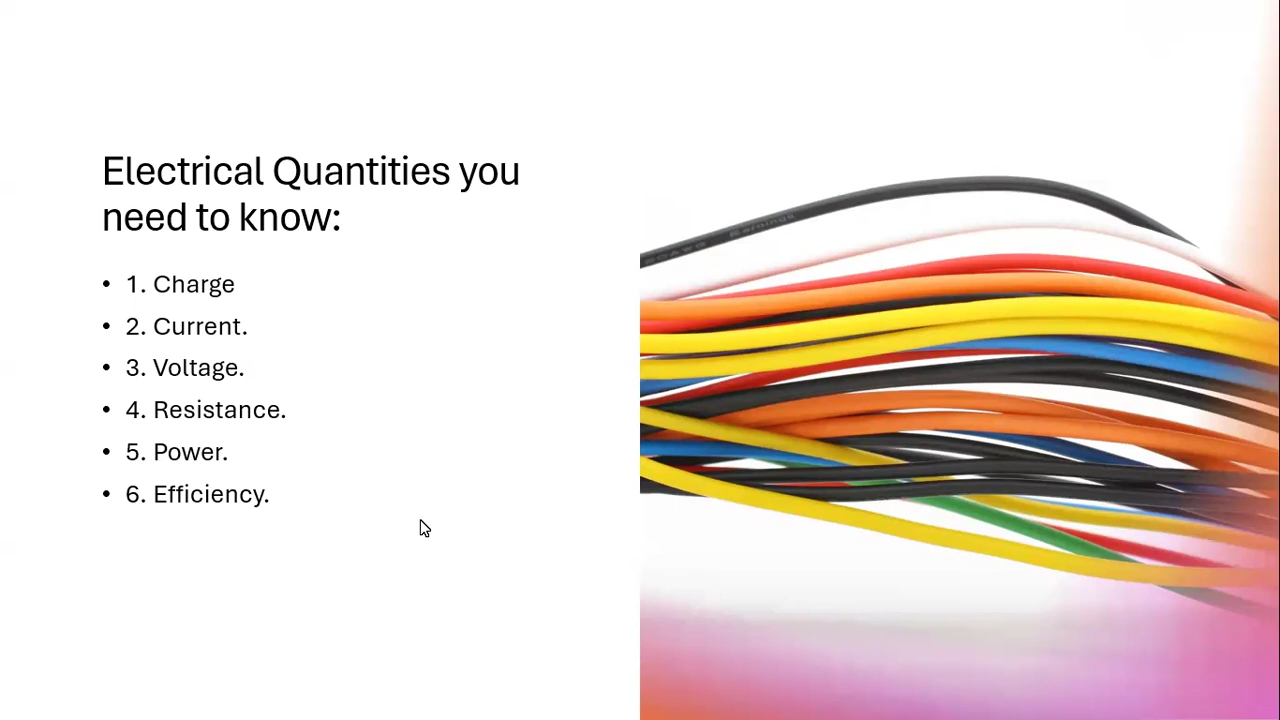 Electrical Quantities you
need to know:
• 1. Charge
• 2. Current.
• 3. Voltage.
• 4. Resistance.
• 5. Power.
• 6. Efficiency.